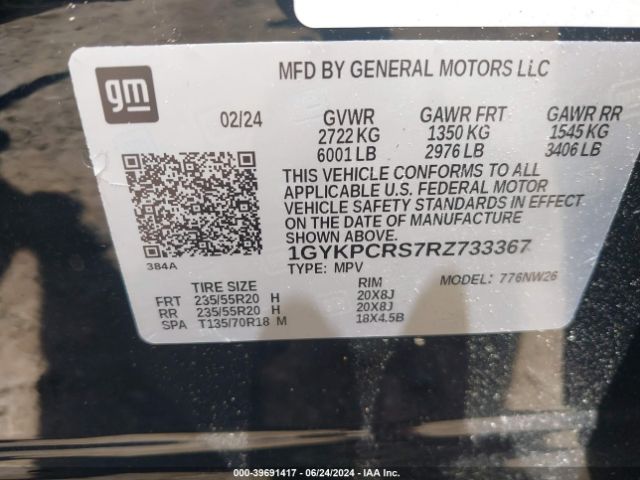 gm
MFD BY GENERAL MOTORS LLC
02/24 GVWR GAWR FRT GAWR RR
2722 KG 1350 KG 1545 KG
6001 LB 2976 LB 3406 LB
THIS VEHICLE CONFORMS TO ALL
APPLICABLE U.S. FEDERAL MOTOR
VEHICLE SAFETY STANDARDS IN EFFECT
ON THE DATE OF MANUFACTURE
SHOWN ABOVE.
1GYKPCRS7RZ733367
384A
TYPE: MPV MODEL: 776NW26
TIRE SIZE RIM
FRT 235/55R20 H 20X8J
RR 235/55R20 H 20X8J
SPA T135/70R18 M 18X4.5B
000-39691417 - 06/24/2024 - IAA Inc.